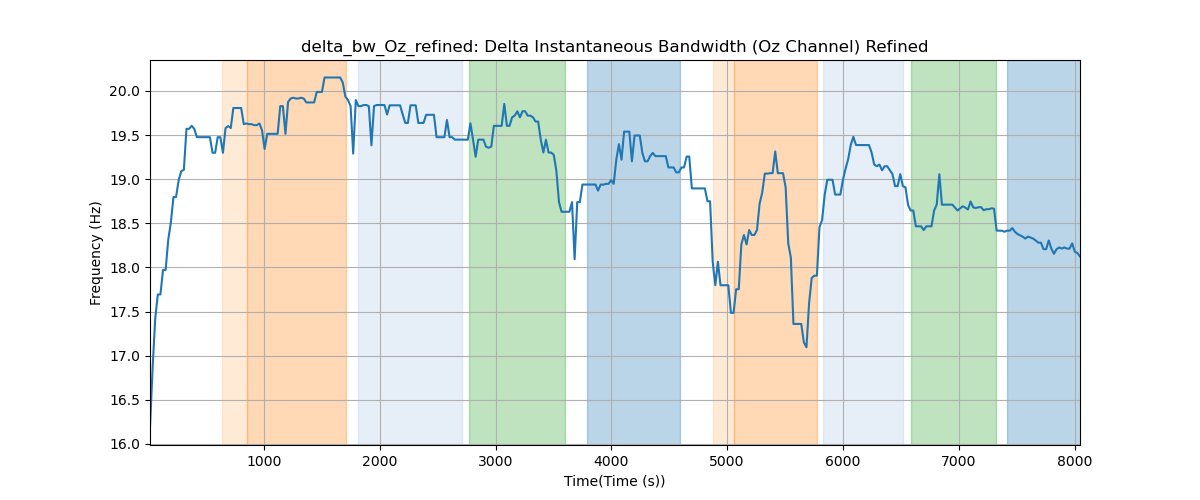 delta_bw_Oz_refined: Delta Instantaneous Bandwidth (Oz Channel) Refined
Frequency (Hz)
20.0
19.5
19.0
18.5
18.0
17.5
17.0
16.5
16.0
1000 2000 3000 4000 5000 6000 7000 8000
Time(Time (s))